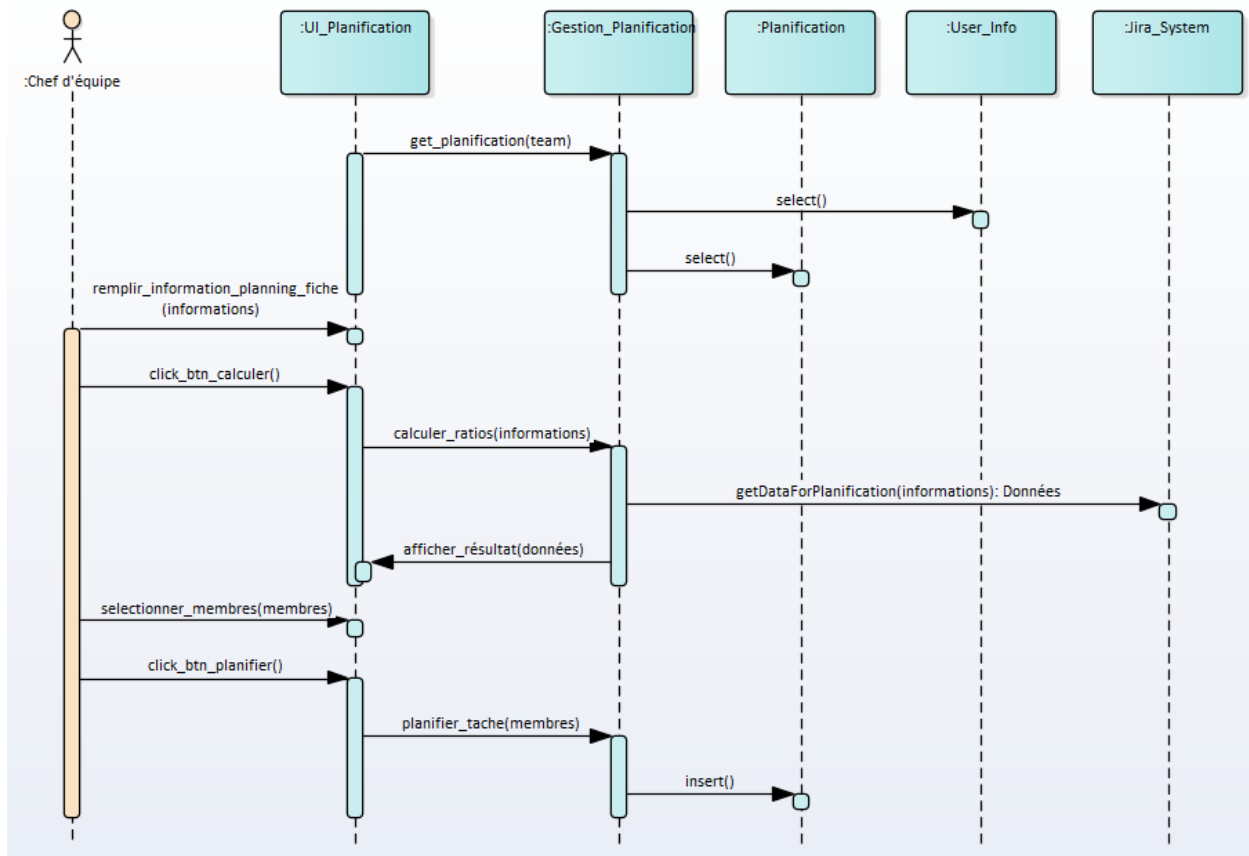 :UI_Planification
:Gestion_Planification
:Planification
:User_Info
:Jira_System
:Chef d'équipe
get_planification(team)
select()
select()
remplir_information_planning_fiche
(informations)
click_btn_calculer()
calculer_ratios(informations)
getDataForPlanification(informations): Données
afficher_résultat(données)
selectionner_membres(membres)
click_btn_planifier()
planifier_tache(membres)
insert()